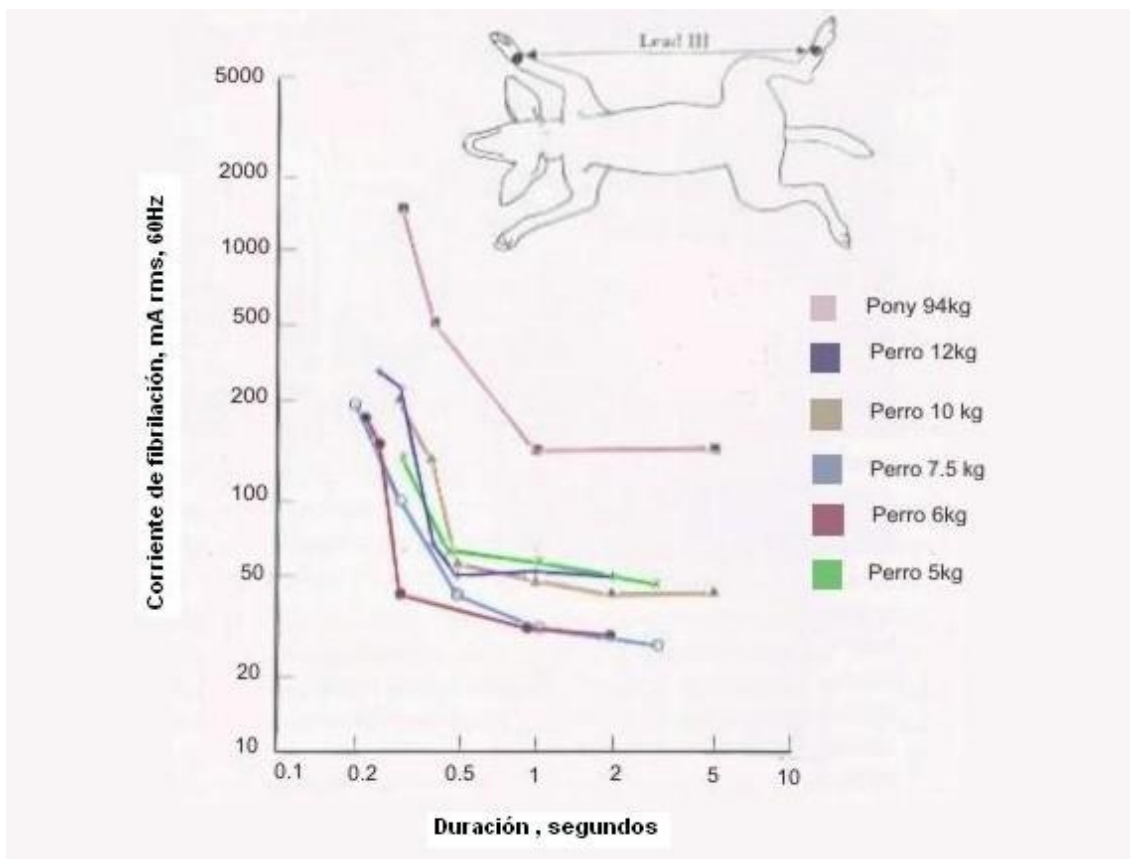 Lead III
5000
2000
1000
500
200
100
50
20
10
Corriente de fibrilación, mA rms, 60Hz
0.1 0.2 0.5 1 2 5 10
Duración , segundos
Pony 94kg
Perro 12kg
Perro 10 kg
Perro 7.5 kg
Perro 6kg
Perro 5kg